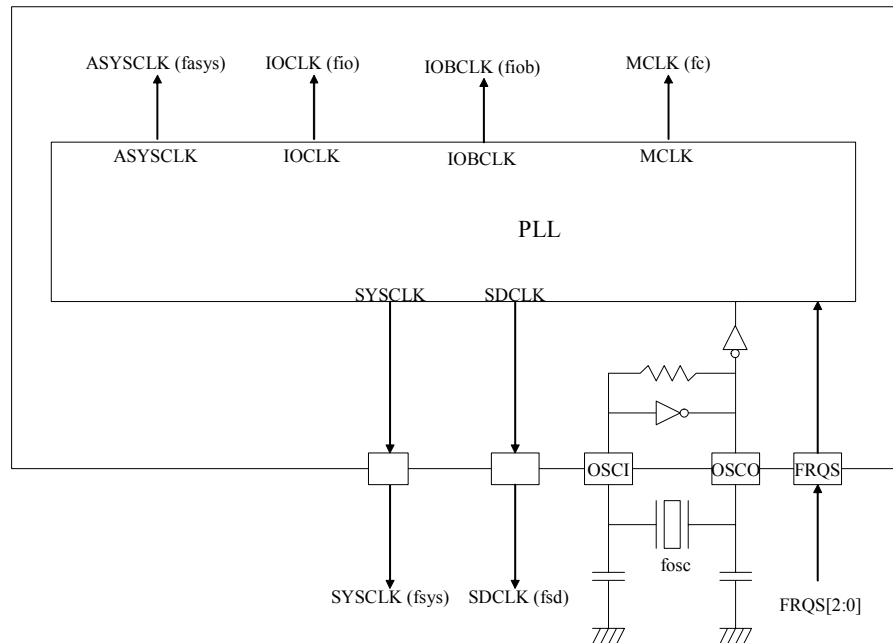 ASYSCLK (fasys)
IOCLK (fio)
IOBCLK (fiob)
MCLK (fc)
ASYSCLK
IOCLK
IOBCLK
MCLK
PLL
SYSCLK
SDCLK
OSCI
OSCO
FRQS
fosc
SYSCLK (fsys)
SDCLK (fsd)
FRQS[2:0]